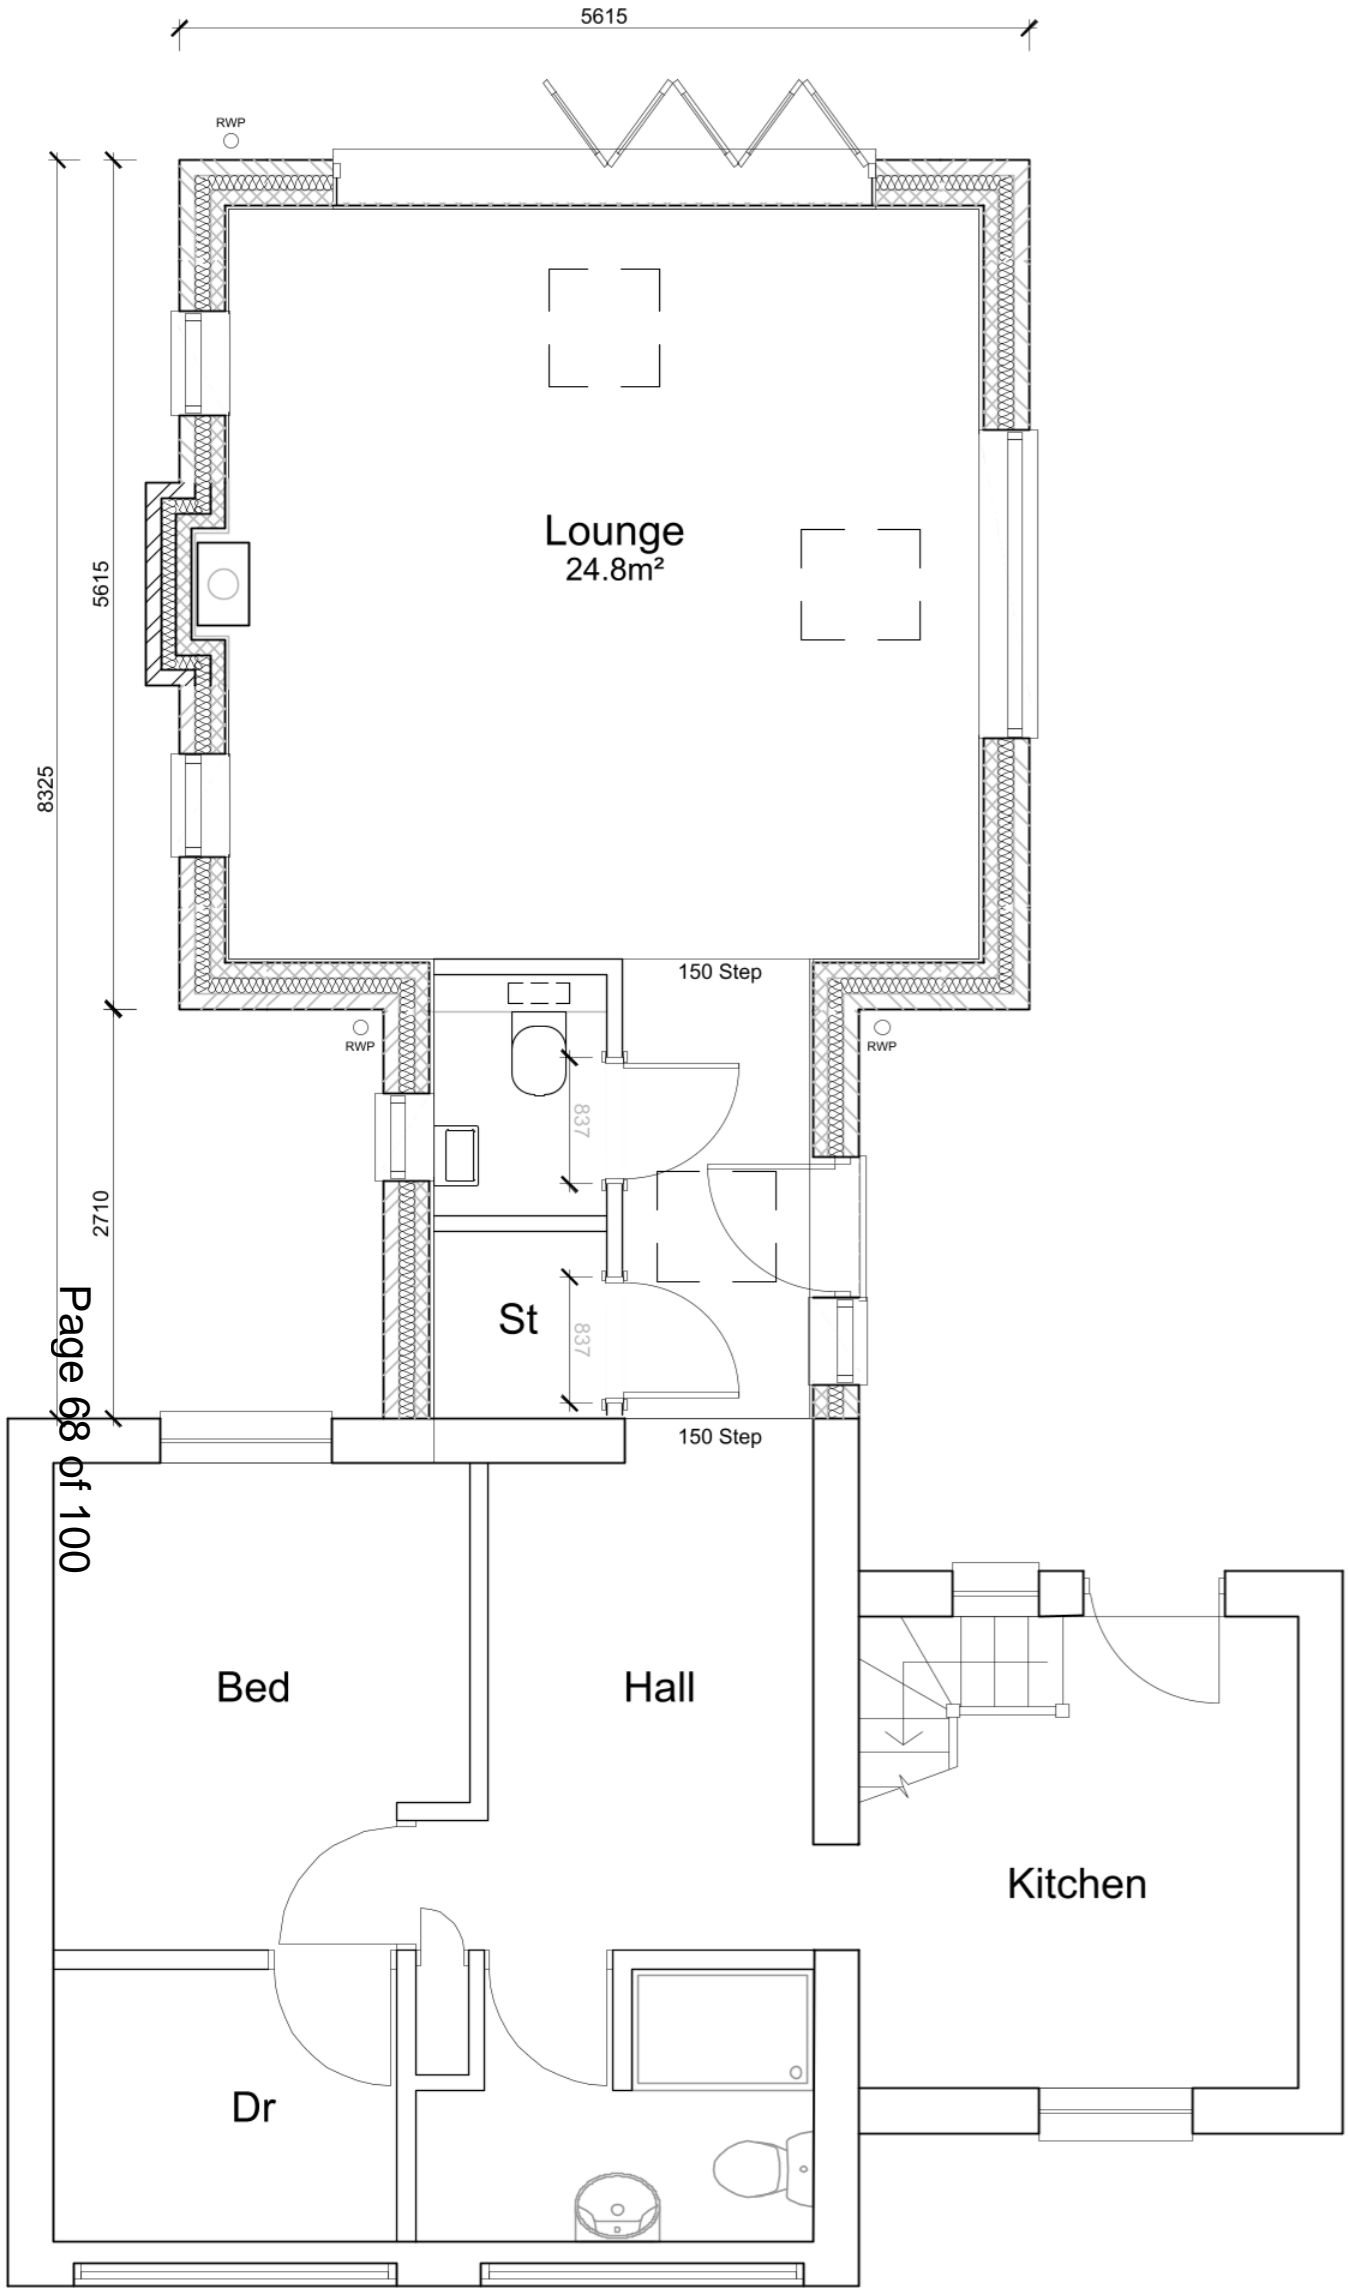 5615
RWP
Lounge
24.8m²
5615
8325
150 Step
RWP
RWP
837
2710
St
837
150 Step
Page 68 of 100
Bed
Hall
Kitchen
Dr